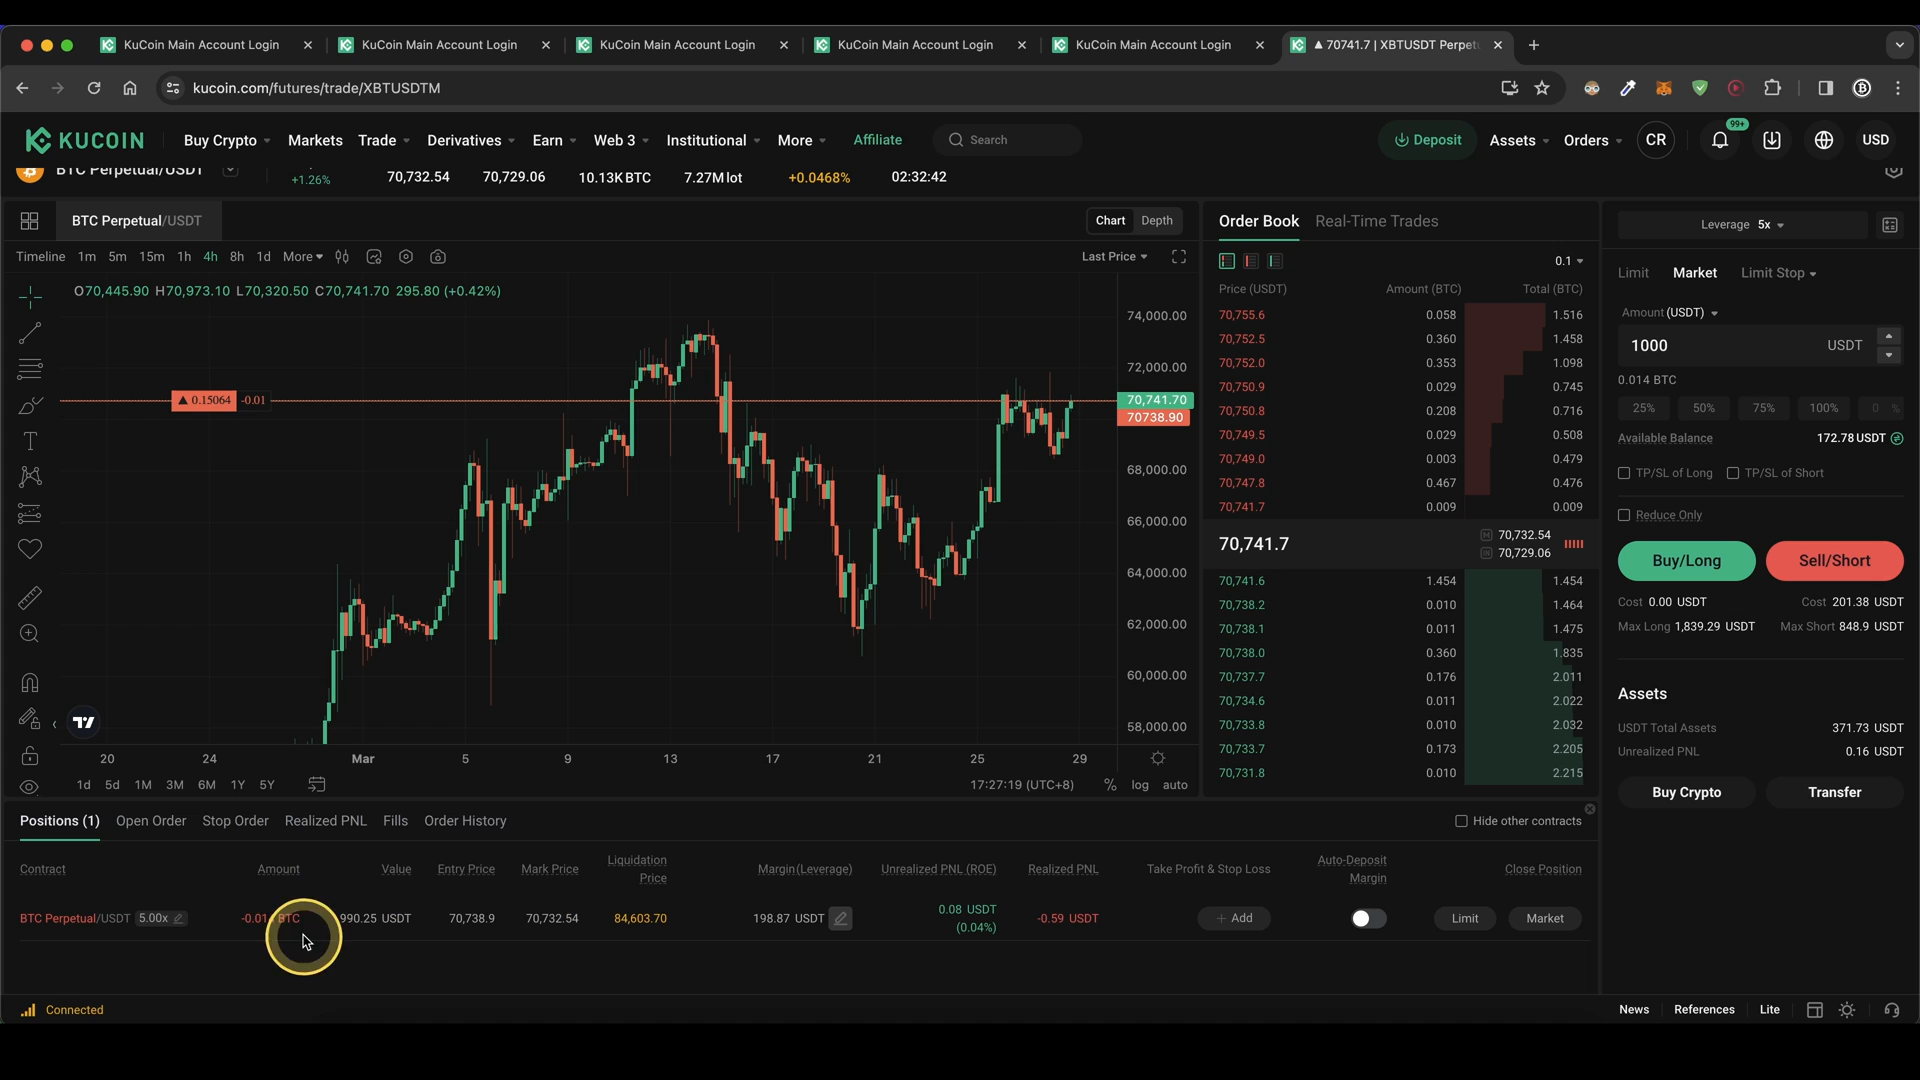 KuCoin Main Account Login
KuCoin Main Account Login
KuCoin Main Account Login
KuCoin Main Account Login
KuCoin Main Account Login
▲ 70741.7 | XBTUSDT Perpet
kucoin.com/futures/trade/XBTUSDTM
KUCOIN Buy Crypto Markets Trade Derivatives Earn Web 3 Institutional More Affiliate Search Deposit Assets Orders CR 99+ USD
BTC Perpetual/USDT +1.26% 70,732.54 70,729.06 10.13K BTC 7.27M lot +0.0468% 02:32:42
BTC Perpetual/USDT Chart Depth
Timeline 1m 5m 15m 1h 4h 8h 1d More Last Price
O70,445.90 H70,973.10 L70,320.50 C70,741.70 295.80 (+0.42%)
74,000.00
72,000.00
▲ 0.15064 -0.01
70,741.70
70738.90
68,000.00
66,000.00
64,000.00
62,000.00
60,000.00
58,000.00
20 24 Mar 5 9 13 17 21 25 29
1d 5d 1M 3M 6M 1Y 5Y 17:27:19 (UTC+8) % log auto
Order Book Real-Time Trades
0.1
Price (USDT) Amount (BTC) Total (BTC)
70,755.6 0.058 1.516
70,752.5 0.360 1.458
70,752.0 0.353 1.098
70,750.9 0.029 0.745
70,750.8 0.208 0.716
70,749.5 0.029 0.508
70,749.0 0.003 0.479
70,747.8 0.467 0.476
70,741.7 0.009 0.009
70,741.7
M 70,732.54
IN 70,729.06
70,741.6 1.454 1.454
70,738.2 0.010 1.464
70,738.1 0.011 1.475
70,738.0 0.360 1.835
70,737.7 0.176 2.011
70,734.6 0.011 2.022
70,733.8 0.010 2.032
70,733.7 0.173 2.205
70,731.8 0.010 2.215
Leverage 5x
Limit Market Limit Stop
Amount (USDT)
1000 USDT
0.014 BTC
25% 50% 75% 100% 0 %
Available Balance 172.78 USDT
TP/SL of Long TP/SL of Short
Reduce Only
Buy/Long Sell/Short
Cost 0.00 USDT Cost 201.38 USDT
Max Long 1,839.29 USDT Max Short 848.9 USDT
Assets
USDT Total Assets 371.73 USDT
Unrealized PNL 0.16 USDT
Buy Crypto Transfer
Positions (1) Open Order Stop Order Realized PNL Fills Order History Hide other contracts
Contract Amount Value Entry Price Mark Price Liquidation Price Margin(Leverage) Unrealized PNL (ROE) Realized PNL Take Profit & Stop Loss Auto-Deposit Margin Close Position
BTC Perpetual/USDT 5.00x -0.014 BTC 990.25 USDT 70,738.9 70,732.54 84,603.70 198.87 USDT 0.08 USDT (0.04%) -0.59 USDT + Add Limit Market
Connected News References Lite